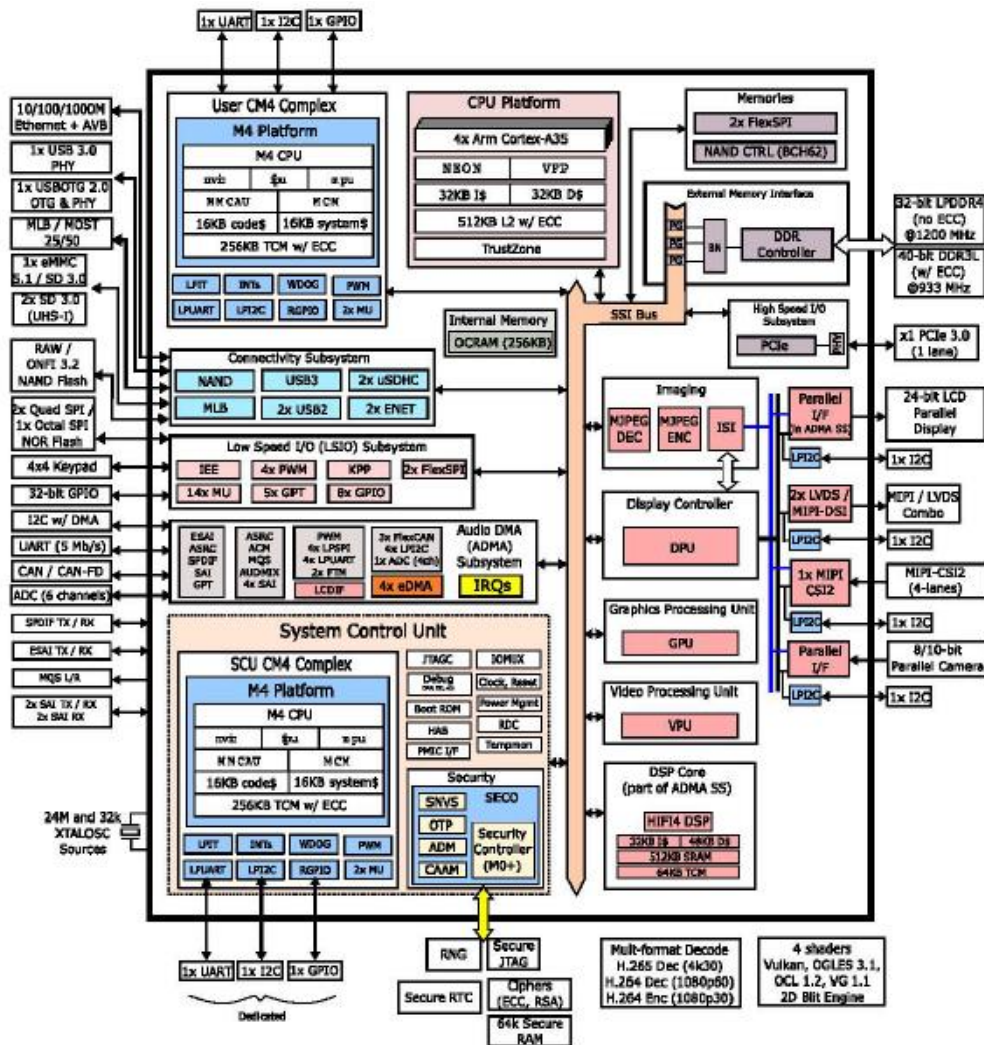 1x UART
1x I2C
1x GPIO
10/100/1000M
Ethernet + AVB
1x USB 3.0
PHY
1x USBOTG 2.0
OTG & PHY
MLB / MOST
25/50
1x eMMC
5.1 / SD 3.0
2x SD 3.0
(UHS-I)
RAW /
ONFI 3.2
NAND Flash
2x Quad SPI /
1x Octal SPI
NOR Flash
4x4 Keypad
32-bit GPIO
I2C w/ DMA
UART (5 Mb/s)
CAN / CAN-FD
ADC (6 channels)
SPDIF TX / RX
ESAI TX / RX
MQS L/R
2x SAI TX / RX
2x SAI RX
24M and 32k
XTALOSC
Sources
User CM4 Complex
M4 Platform
M4 CPU
nvic
fpu
mpu
MMCAU
MCM
16KB code$
16KB system$
256KB TCM w/ ECC
LPIT
INTs
WDOG
PWM
LPUART
LPI2C
RGPIO
2x MU
CPU Platform
4x Arm Cortex-A35
NEON
VFP
32KB I$
32KB D$
512KB L2 w/ ECC
TrustZone
Memories
2x FlexSPI
NAND CTRL (BCH62)
External Memory Interface
PG
PG
PG
BN
DDR
Controller
32-bit LPDDR4
(no ECC)
@1200 MHz
40-bit DDR3L
(w/ ECC)
@933 MHz
SSI Bus
High Speed I/O
Subsystem
PCIe
PHY
x1 PCIe 3.0
(1 lane)
Internal Memory
OCRAM (256KB)
Connectivity Subsystem
NAND
USB3
2x uSDHC
MLB
2x USB2
2x ENET
Low Speed I/O (LSIO) Subsystem
IEE
4x PWM
KPP
2x FlexSPI
14x MU
5x GPT
8x GPIO
ESAI
ASRC
SPDIF
SAI
GPT
ASRC
ACM
MQS
AUDMIX
4x SAI
PWM
4x LPSPI
4x LPUART
2x FTM
LCDIF
3x FlexCAN
4x LPI2C
1x ADC (4ch)
4x eDMA
Audio DMA
(ADMA)
Subsystem
IRQs
Imaging
MJPEG
DEC
MJPEG
ENC
ISI
Display Controller
DPU
Graphics Processing Unit
GPU
Video Processing Unit
VPU
DSP Core
(part of ADMA SS)
HIFI4 DSP
32KB I$
48KB D$
512KB SRAM
64KB TCM
Parallel
I/F
(in ADMA SS)
LPI2C
2x LVDS /
MIPI-DSI
LPI2C
1x MIPI
CSI2
LPI2C
Parallel
I/F
LPI2C
24-bit LCD
Parallel
Display
1x I2C
MIPI / LVDS
Combo
1x I2C
MIPI-CSI2
(4-lanes)
1x I2C
8/10-bit
Parallel Camera
1x I2C
System Control Unit
SCU CM4 Complex
M4 Platform
M4 CPU
nvic
fpu
mpu
MMCAU
MCM
16KB code$
16KB system$
256KB TCM w/ ECC
LPIT
INTs
WDOG
PWM
LPUART
LPI2C
RGPIO
2x MU
JTAGC
IOMUX
Debug
Clock, Reset
Boot ROM
Power Mgmt
HAB
RDC
PMIC I/F
Tempmon
Security
SECO
SNVS
OTP
ADM
CAAM
Security
Controller
(M0+)
1x UART
1x I2C
1x GPIO
Dedicated
RNG
Secure
JTAG
Secure RTC
Ciphers
(ECC, RSA)
64k Secure
RAM
Mult-format Decode
H.265 Dec (4k30)
H.264 Dec (1080p60)
H.264 Enc (1080p30)
4 shaders
Vulkan, OGLES 3.1,
OCL 1.2, VG 1.1
2D Blit Engine